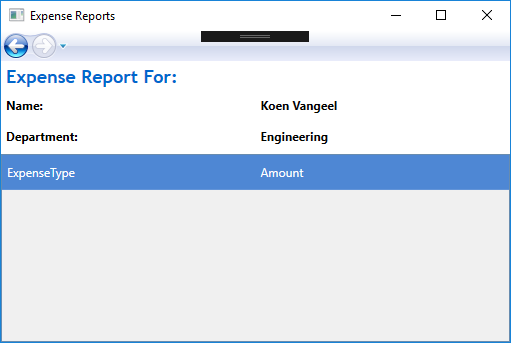 Expense Reports
Expense Report For:
Name: Koen Vangeel
Department: Engineering
ExpenseType Amount